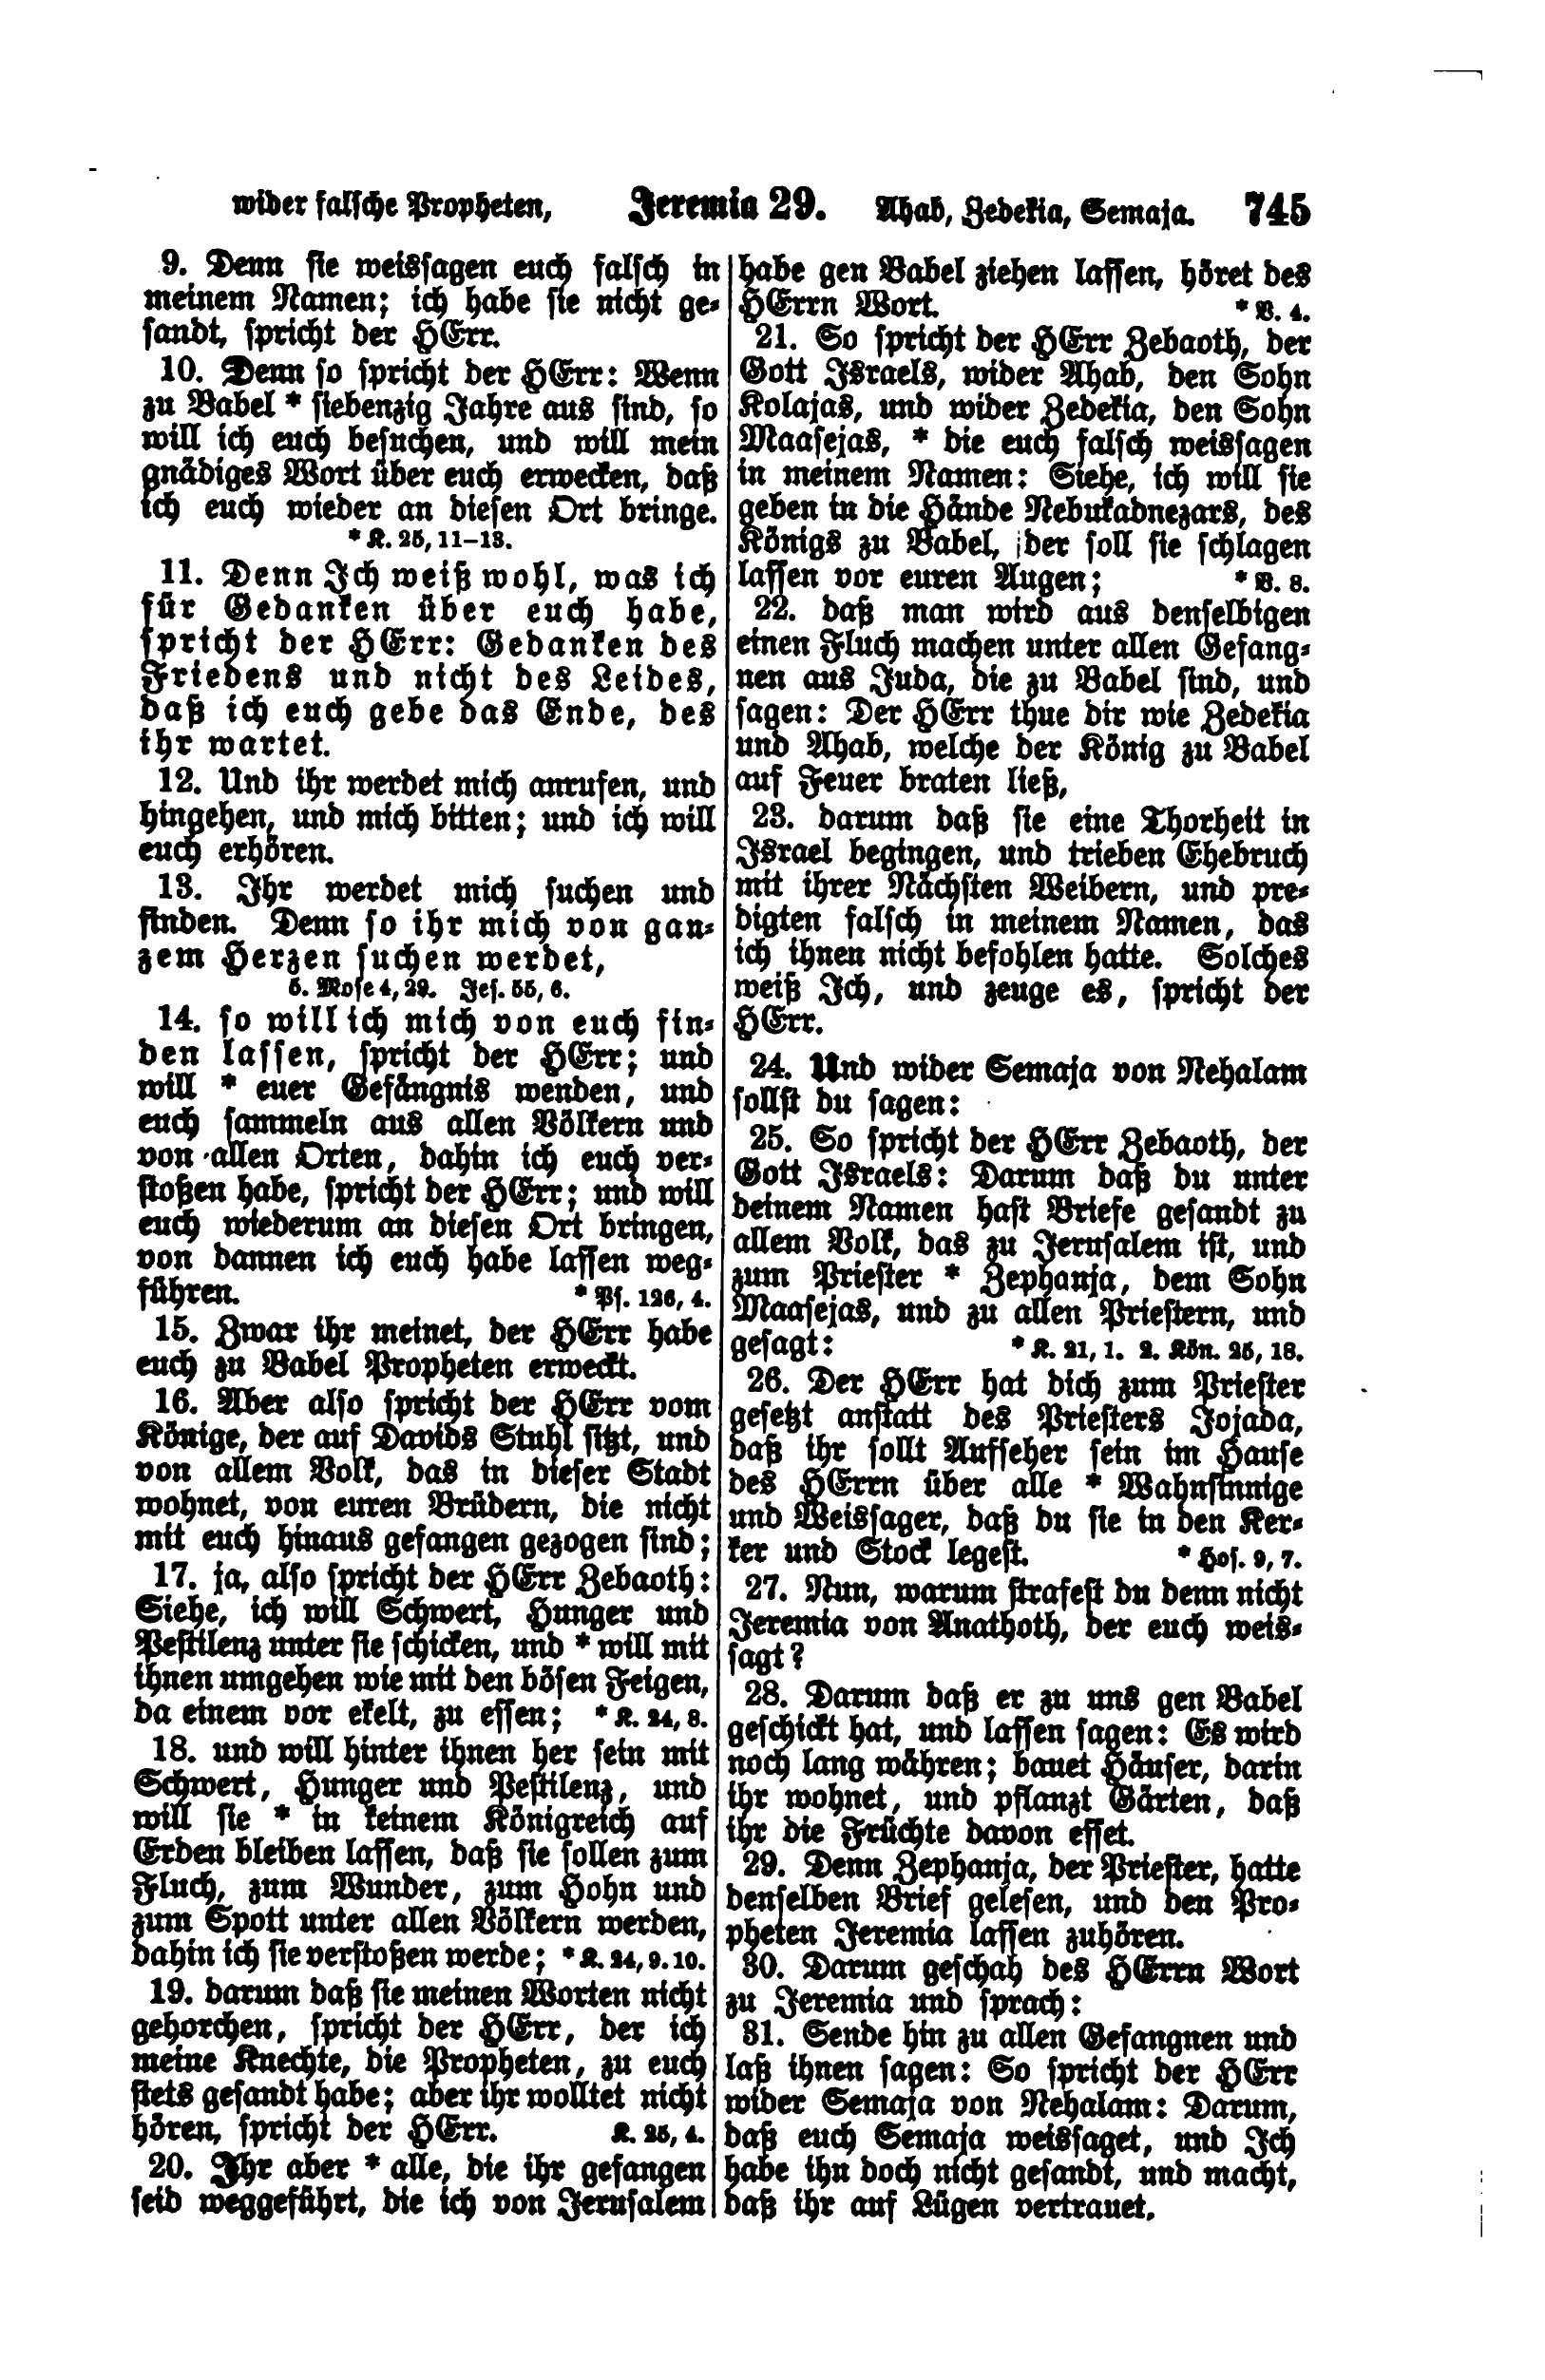 wider falsche Propheten, Jeremia 29. Ahab, Zedekia, Semaja. 745
9. Denn sie weissagen euch falsch in
meinem Namen; ich habe sie nicht ge-
sandt, spricht der HErr.
10. Denn so spricht der HErr: Wenn
zu Babel * siebenzig Jahre aus sind, so
will ich euch besuchen, und will mein
gnädiges Wort über euch erwecken, daß
ich euch wieder an diesen Ort bringe.
* K. 25, 11–13.
11. Denn Ich weiß wohl, was ich
für Gedanken über euch habe,
spricht der HErr: Gedanken des
Friedens und nicht des Leides,
daß ich euch gebe das Ende, des
ihr wartet.
12. Und ihr werdet mich anrufen, und
hingehen, und mich bitten; und ich will
euch erhören.
13. Ihr werdet mich suchen und
finden. Denn so ihr mich von gan-
zem Herzen suchen werdet,
5. Mose 4, 29. Jes. 55, 6.
14. so will ich mich von euch fin-
den lassen, spricht der HErr; und
will * euer Gefängnis wenden, und
euch sammeln aus allen Völkern und
von allen Orten, dahin ich euch ver-
stoßen habe, spricht der HErr; und will
euch wiederum an diesen Ort bringen,
von dannen ich euch habe lassen weg-
führen. * Ps. 126, 4.
15. Zwar ihr meinet, der HErr habe
euch zu Babel Propheten erweckt.
16. Aber also spricht der HErr vom
Könige, der auf Davids Stuhl sitzt, und
von allem Volk, das in dieser Stadt
wohnet, von euren Brüdern, die nicht
mit euch hinaus gefangen gezogen sind;
17. ja, also spricht der HErr Zebaoth:
Siehe, ich will Schwert, Hunger und
Pestilenz unter sie schicken, und * will mit
ihnen umgehen wie mit den bösen Feigen,
da einem vor ekelt, zu essen; * K. 24, 8.
18. und will hinter ihnen her sein mit
Schwert, Hunger und Pestilenz, und
will sie * in keinem Königreich auf
Erden bleiben lassen, daß sie sollen zum
Fluch, zum Wunder, zum Hohn und
zum Spott unter allen Völkern werden,
dahin ich sie verstoßen werde; * K. 24, 9. 10.
19. darum daß sie meinen Worten nicht
gehorchen, spricht der HErr, der ich
meine Knechte, die Propheten, zu euch
stets gesandt habe; aber ihr wolltet nicht
hören, spricht der HErr. K. 25, 4.
20. Ihr aber * alle, die ihr gefangen
seid weggeführt, die ich von Jerusalem
habe gen Babel ziehen lassen, höret des
HErrn Wort. * V. 4.
21. So spricht der HErr Zebaoth, der
Gott Israels, wider Ahab, den Sohn
Kolajas, und wider Zedekia, den Sohn
Maasejas, * die euch falsch weissagen
in meinem Namen: Siehe, ich will sie
geben in die Hände Nebukadnezars, des
Königs zu Babel, der soll sie schlagen
lassen vor euren Augen; * V. 8.
22. daß man wird aus denselbigen
einen Fluch machen unter allen Gefang-
nen aus Juda, die zu Babel sind, und
sagen: Der HErr thue dir wie Zedekia
und Ahab, welche der König zu Babel
auf Feuer braten ließ,
23. darum daß sie eine Thorheit in
Israel begingen, und trieben Ehebruch
mit ihrer Nächsten Weibern, und pre-
digten falsch in meinem Namen, das
ich ihnen nicht befohlen hatte. Solches
weiß Ich, und zeuge es, spricht der
HErr.
24. Und wider Semaja von Nehalam
sollst du sagen:
25. So spricht der HErr Zebaoth, der
Gott Israels: Darum daß du unter
deinem Namen hast Briefe gesandt zu
allem Volk, das zu Jerusalem ist, und
zum Priester * Zephanja, dem Sohn
Maasejas, und zu allen Priestern, und
gesagt: * K. 21, 1. 2. Kön. 25, 18.
26. Der HErr hat dich zum Priester
gesetzt anstatt des Priesters Jojada,
daß ihr sollt Aufseher sein im Hause
des HErrn über alle * Wahnsinnige
und Weissager, daß du sie in den Ker-
ker und Stock legest. * Hos. 9, 7.
27. Nun, warum strafest du denn nicht
Jeremia von Anathoth, der euch weis-
sagt?
28. Darum daß er zu uns gen Babel
geschickt hat, und lassen sagen: Es wird
noch lang währen; bauet Häuser, darin
ihr wohnet, und pflanzt Gärten, daß
ihr die Früchte davon esset.
29. Denn Zephanja, der Priester, hatte
denselben Brief gelesen, und den Pro-
pheten Jeremia lassen zuhören.
30. Darum geschah des HErrn Wort
zu Jeremia und sprach:
31. Sende hin zu allen Gefangnen und
laß ihnen sagen: So spricht der HErr
wider Semaja von Nehalam: Darum,
daß euch Semaja weissaget, und Ich
habe ihn doch nicht gesandt, und macht,
daß ihr auf Lügen vertrauet.